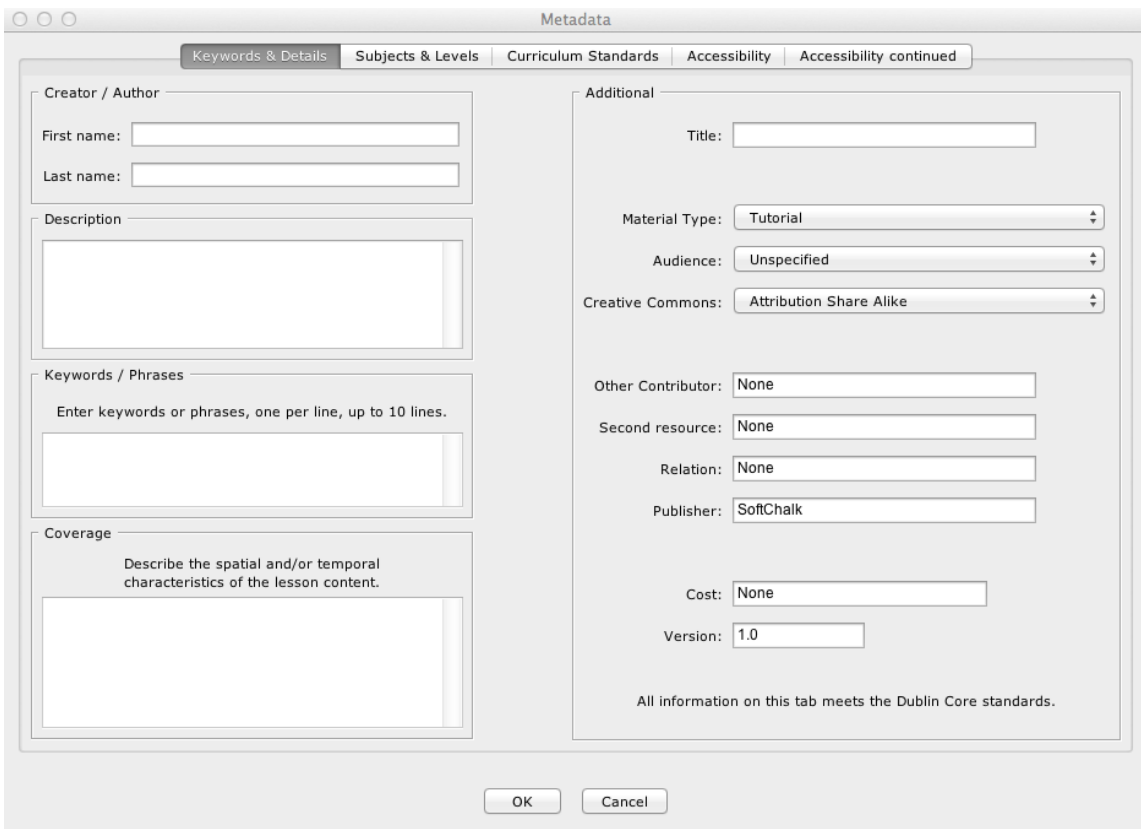 Metadata
Keywords & Details
Subjects & Levels
Curriculum Standards
Accessibility
Accessibility continued
Creator / Author
First name:
Last name:
Description
Keywords / Phrases
Enter keywords or phrases, one per line, up to 10 lines.
Coverage
Describe the spatial and/or temporal
characteristics of the lesson content.
Additional
Title:
Material Type: Tutorial
Audience: Unspecified
Creative Commons: Attribution Share Alike
Other Contributor: None
Second resource: None
Relation: None
Publisher: SoftChalk
Cost: None
Version: 1.0
All information on this tab meets the Dublin Core standards.
OK
Cancel